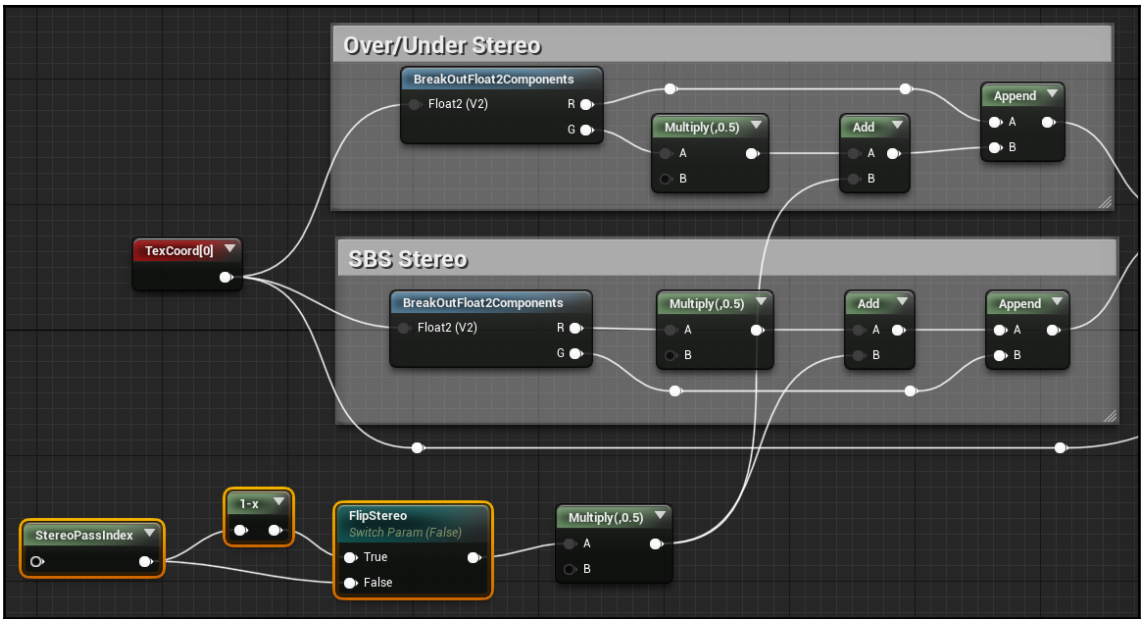 Over/Under Stereo
BreakOutFloat2Components
Float2 (V2)
R
G
Multiply(,0.5)
A
B
Add
A
B
Append
A
B
TexCoord[0]
SBS Stereo
BreakOutFloat2Components
Float2 (V2)
R
G
Multiply(,0.5)
A
B
Add
A
B
Append
A
B
StereoPassIndex
1-x
FlipStereo
Switch Param (False)
True
False
Multiply(,0.5)
A
B